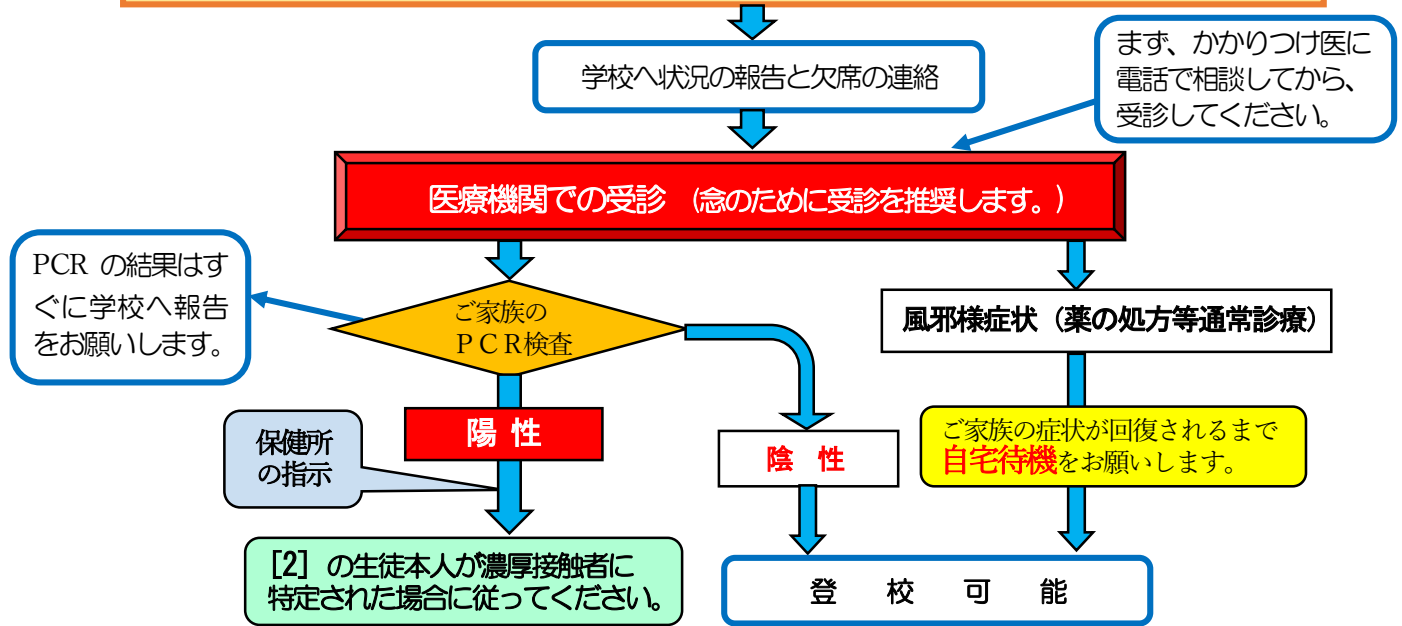 まず、かかりつけ医に
電話で相談してから、
受診してください。
学校へ状況の報告と欠席の連絡
医療機関での受診 (念のために受診を推奨します。)
PCR の結果はす
ぐに学校へ報告
をお願いします。
ご家族の
PCR検査
風邪様症状（薬の処方等通常診療）
陽 性
保健所
の指示
陰 性
ご家族の症状が回復されるまで
自宅待機をお願いします。
[2] の生徒本人が濃厚接触者に
特定された場合に従ってください。
登 校 可 能